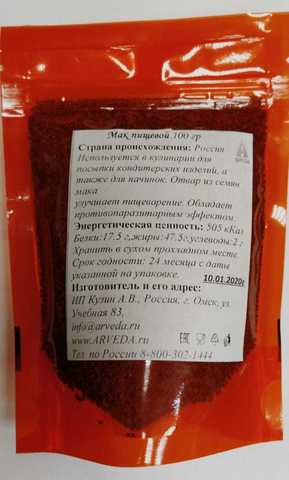 Мак пищевой 100 гр
Страна происхождения: Россия
Используется в кулинарии для
посыпки кондитерских изделий, а
также для начинок. Отвар из семян
мака
улучшает пищеварение. Обладает
противопаразитарным эффектом.
Энергетическая ценность: 505 кКал
Белки:17.5 г,жиры:47.5г,углеводы:2 г
Хранить в сухом прохладном месте
Срок годности: 24 месяца с даты
указанной на упаковке.
10.01.2020г
Изготовитель и его адрес:
ИП Кузин А.В., Россия, г. Омск, ул.
Учебная 83,
info@arveda.ru
www.ARVEDA.ru
Тел. по России 8-800-302-1444